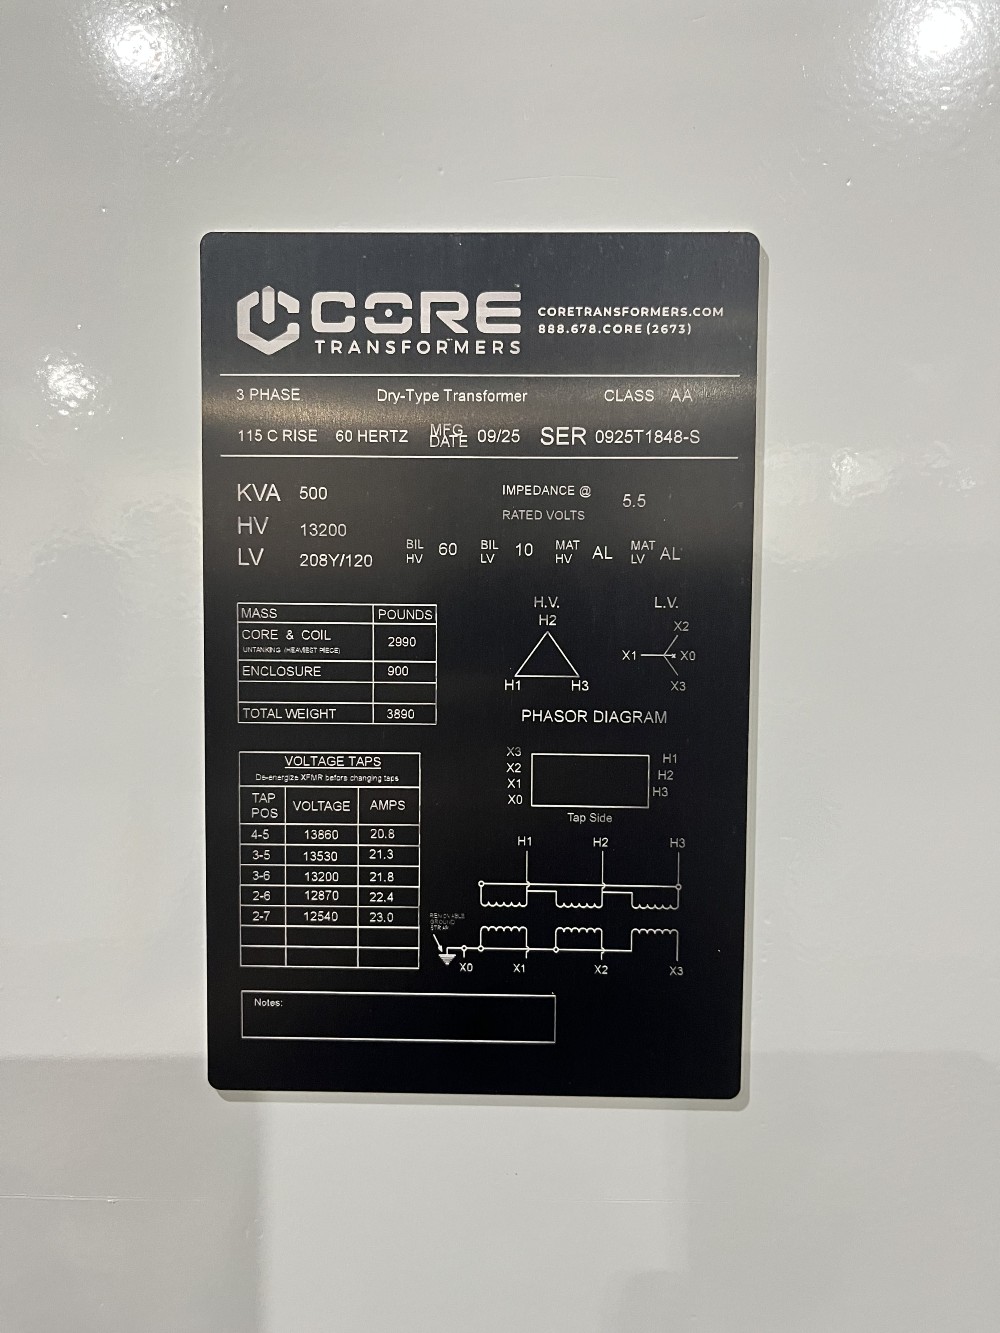 CORE
TRANSFORMERS
CORETRANSFORMERS.COM
888.678.CORE (2673)
3 PHASE Dry-Type Transformer CLASS AA
115 C RISE 60 HERTZ MFG DATE 09/25 SER 0925T1848-S
KVA 500
IMPEDANCE @ RATED VOLTS 5.5
HV 13200
LV 208Y/120
BIL HV 60 BIL LV 10 MAT HV AL MAT LV AL
MASS POUNDS
CORE & COIL 2990
UNTANKING (HEAVIEST PIECE)
ENCLOSURE 900
TOTAL WEIGHT 3890
H.V. L.V.
H2 X2
X1 X0
H1 H3 X3
PHASOR DIAGRAM
VOLTAGE TAPS
De-energize XFMR before changing taps
TAP POS VOLTAGE AMPS
4-5 13860 20.8
3-5 13530 21.3
3-6 13200 21.8
2-6 12870 22.4
2-7 12540 23.0
X3 H1
X2 H2
X1 H3
X0
Tap Side
H1 H2 H3
REMOVABLE
GROUND
STRAP
X0 X1 X2 X3
Notes: